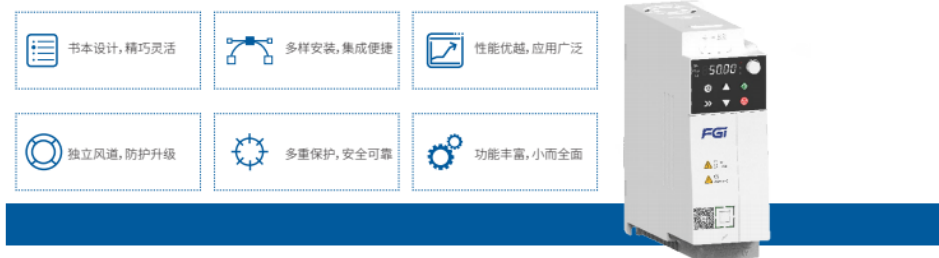 书本设计,精巧灵活
多样安装,集成便捷
性能优越,应用广泛
独立风道,防护升级
多重保护,安全可靠
功能丰富,小而全面
50.00
FGI